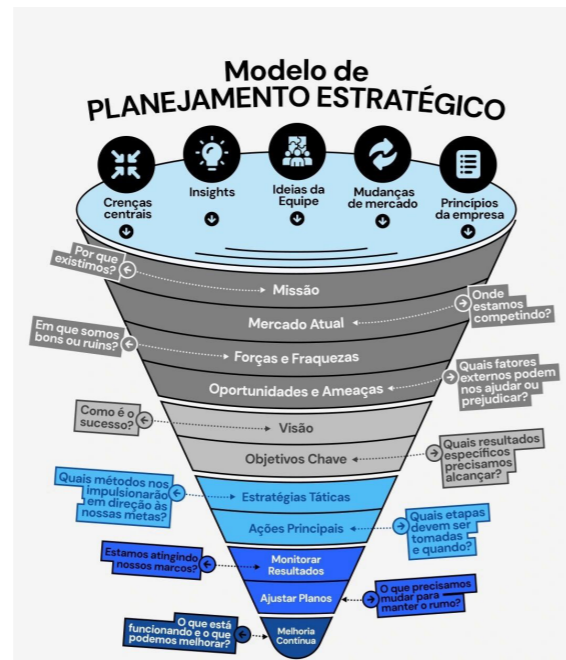 Modelo de
PLANEJAMENTO ESTRATÉGICO
Crenças
centrais
Insights
Ideias da
Equipe
Mudanças
de mercado
Princípios
da empresa
Por que
existimos?
Missão
Onde
estamos
competindo?
Mercado Atual
Em que somos
bons ou ruins?
Forças e Fraquezas
Quais fatores
externos podem
nos ajudar ou
prejudicar?
Oportunidades e Ameaças
Como é o
sucesso?
Visão
Quais resultados
específicos
precisamos
alcançar?
Objetivos Chave
Quais métodos nos
impulsionarão
em direção às
nossas metas?
Estratégias Táticas
Quais etapas
devem ser
tomadas
e quando?
Ações Principais
Estamos atingindo
nossos marcos?
Monitorar
Resultados
O que precisamos
mudar para
manter o rumo?
Ajustar Planos
O que está
funcionando e o que
podemos melhorar?
Melhoria
Contínua